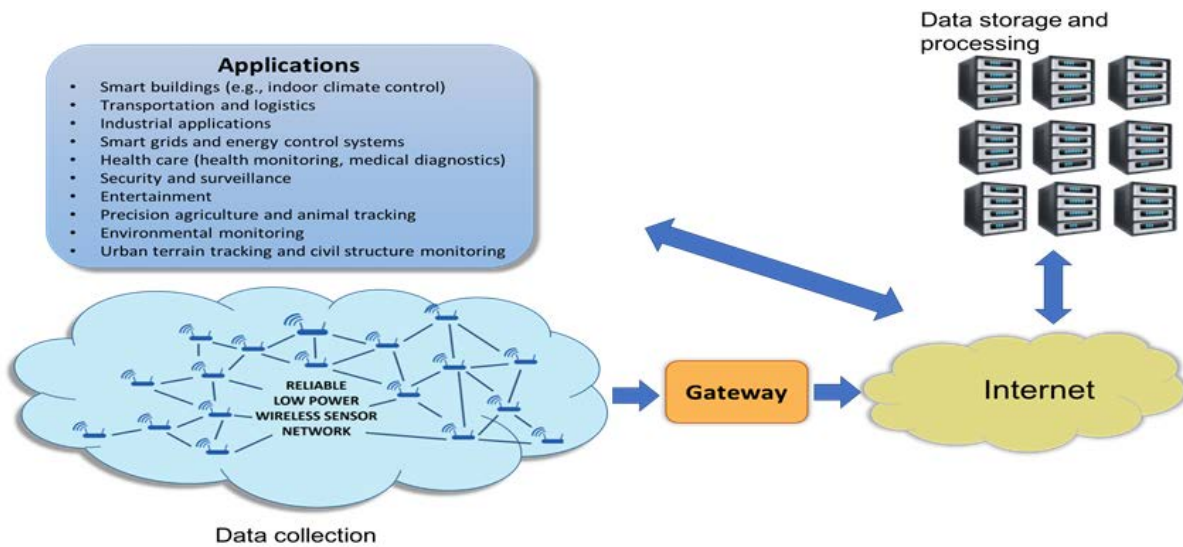 Data storage and
processing
Applications
• Smart buildings (e.g., indoor climate control)
• Transportation and logistics
• Industrial applications
• Smart grids and energy control systems
• Health care (health monitoring, medical diagnostics)
• Security and surveillance
• Entertainment
• Precision agriculture and animal tracking
• Environmental monitoring
• Urban terrain tracking and civil structure monitoring
RELIABLE
LOW POWER
WIRELESS SENSOR
NETWORK
Gateway
Internet
Data collection